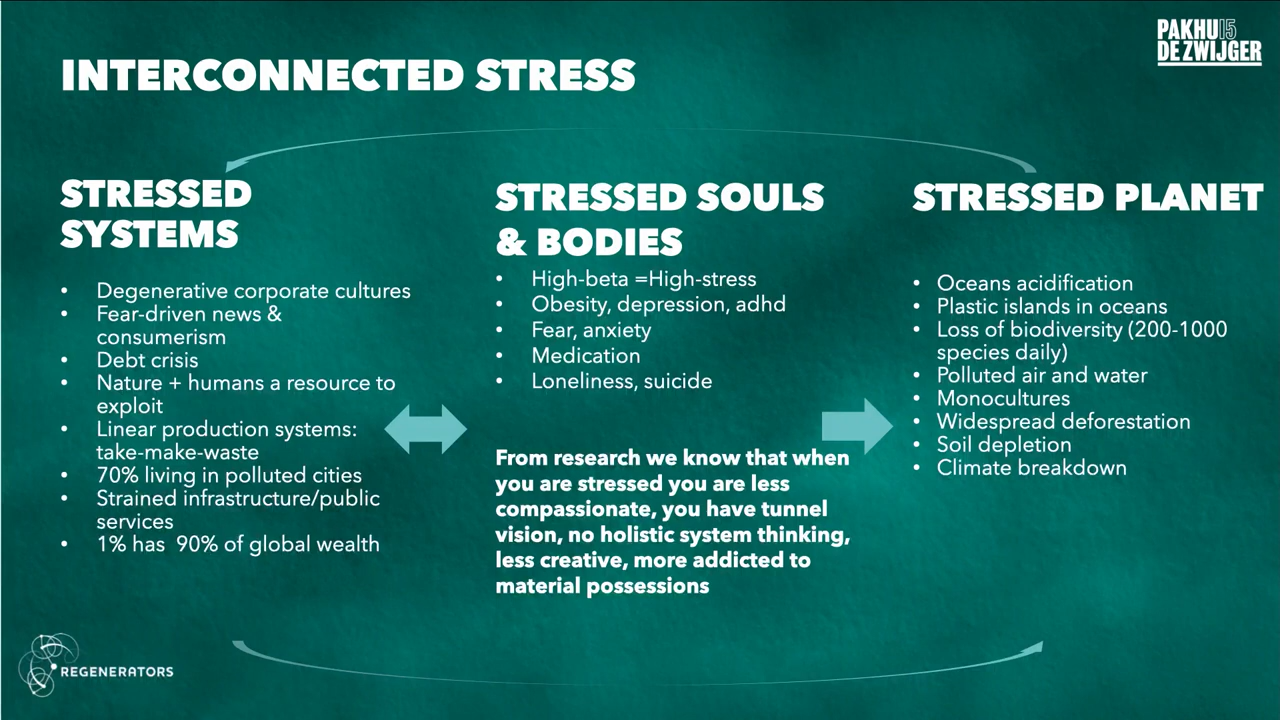 PAKHU15
DE ZWIJGER
INTERCONNECTED STRESS
STRESSED
SYSTEMS
• Degenerative corporate cultures
• Fear-driven news &
consumerism
• Debt crisis
• Nature + humans a resource to
exploit
• Linear production systems:
take-make-waste
• 70% living in polluted cities
• Strained infrastructure/public
services
• 1% has  90% of global wealth
STRESSED SOULS
& BODIES
• High-beta =High-stress
• Obesity, depression, adhd
• Fear, anxiety
• Medication
• Loneliness, suicide
From research we know that when
you are stressed you are less
compassionate, you have tunnel
vision, no holistic system thinking,
less creative, more addicted to
material possessions
STRESSED PLANET
• Oceans acidification
• Plastic islands in oceans
• Loss of biodiversity (200-1000
species daily)
• Polluted air and water
• Monocultures
• Widespread deforestation
• Soil depletion
• Climate breakdown
REGENERATORS